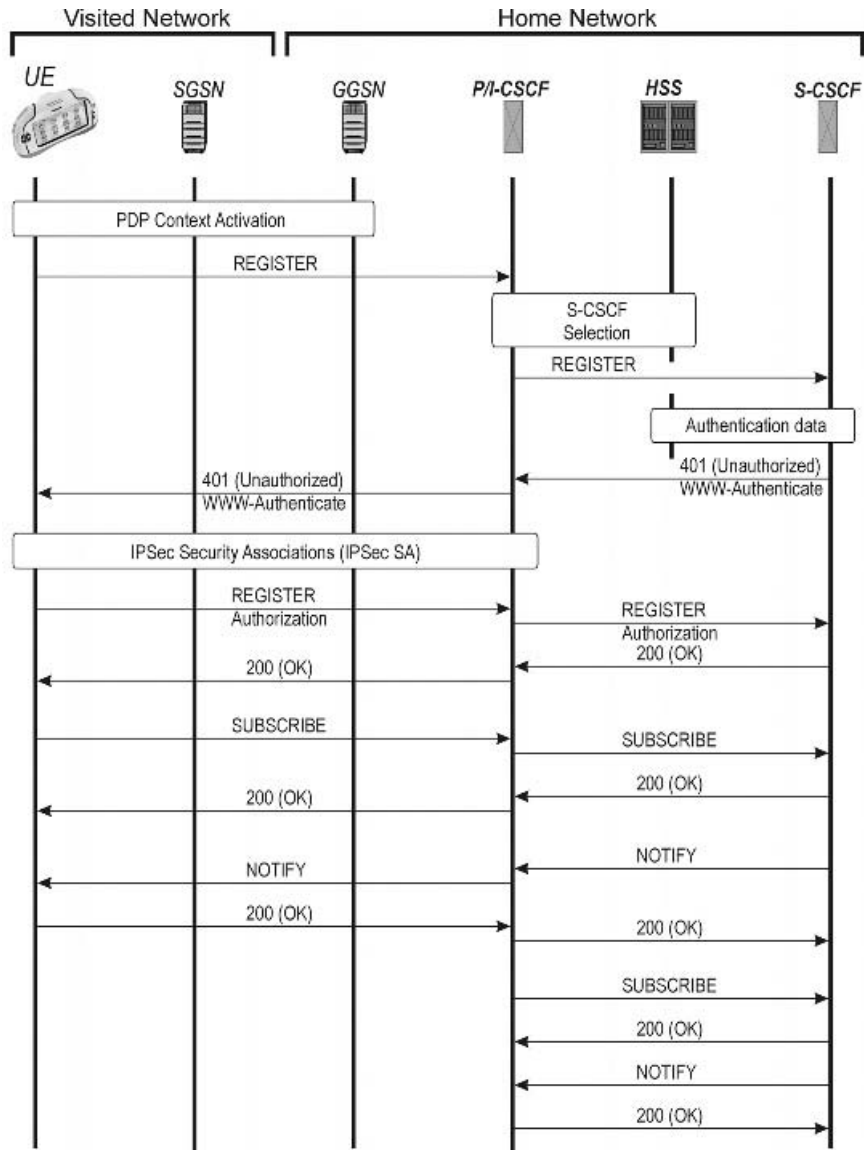 Visited Network
Home Network
UE
SGSN
GGSN
P/I-CSCF
HSS
S-CSCF
PDP Context Activation
REGISTER
S-CSCF
Selection
REGISTER
Authentication data
401 (Unauthorized)
WWW-Authenticate
401 (Unauthorized)
WWW-Authenticate
IPSec Security Associations (IPSec SA)
REGISTER
Authorization
REGISTER
Authorization
200 (OK)
200 (OK)
SUBSCRIBE
SUBSCRIBE
200 (OK)
200 (OK)
NOTIFY
NOTIFY
200 (OK)
200 (OK)
SUBSCRIBE
200 (OK)
NOTIFY
200 (OK)